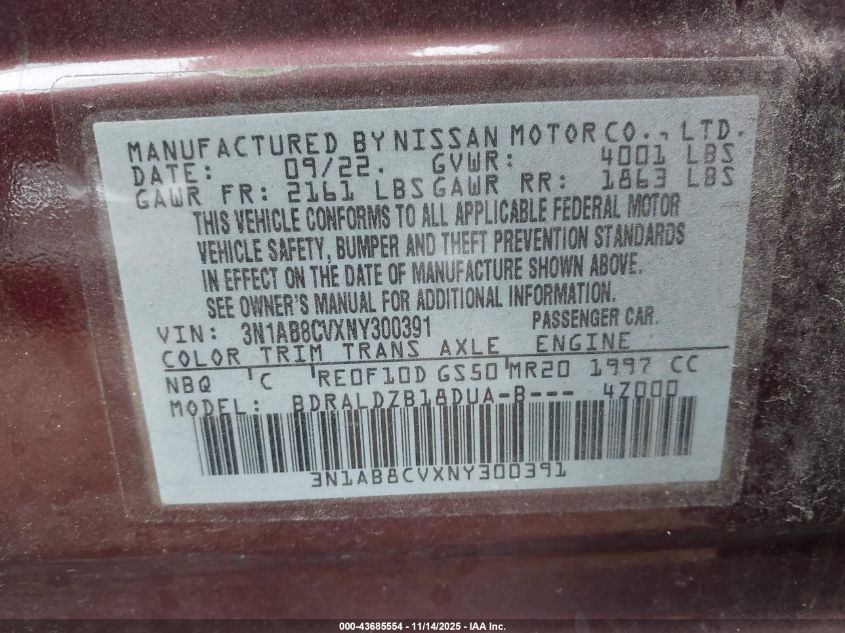 MANUFACTURED BY NISSAN MOTOR CO., LTD.
DATE: 09/22. GVWR: 4001 LBS
GAWR FR: 2161 LBS GAWR RR: 1863 LBS
THIS VEHICLE CONFORMS TO ALL APPLICABLE FEDERAL MOTOR
VEHICLE SAFETY, BUMPER AND THEFT PREVENTION STANDARDS
IN EFFECT ON THE DATE OF MANUFACTURE SHOWN ABOVE.
SEE OWNER'S MANUAL FOR ADDITIONAL INFORMATION.
VIN: 3N1AB8CVXNY300391 PASSENGER CAR.
COLOR TRIM TRANS AXLE ENGINE
NBQ 'C 'RE0F10D GS50'MR20 1997 CC
MODEL: BDRALDZB18DUA-B--- 4Z000
3N1AB8CVXNY300391
000-43685554 - 11/14/2025 - IAA Inc.